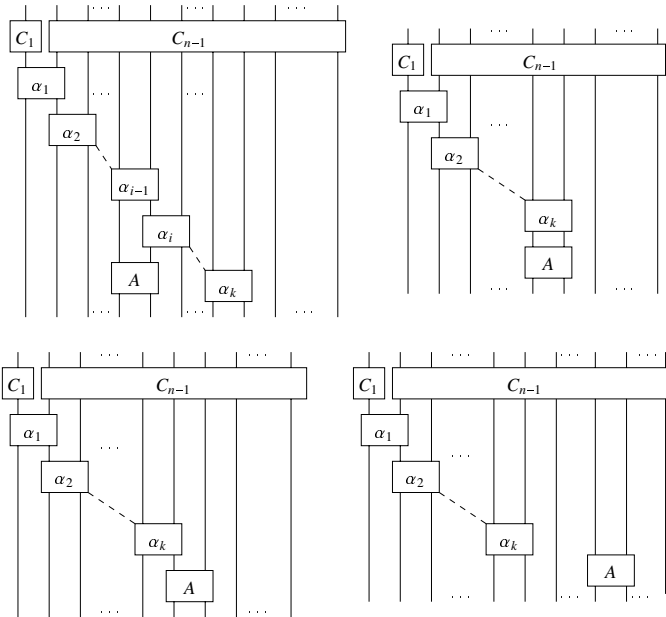 . . . . . . . . .
C₁ Cₙ₋₁
α₁
. . . . . .
α₂
αᵢ₋₁
αᵢ
A αₖ
. . . . . . . . .
. . . . . .
C₁ Cₙ₋₁
α₁
. . .
α₂
αₖ
A
. . . . . .
. . . . . .
C₁ Cₙ₋₁
α₁
. . .
α₂
αₖ
A
. . . . . .
. . . . . . . . .
C₁ Cₙ₋₁
α₁
. . .
α₂
αₖ
A
. . . . . . . . .